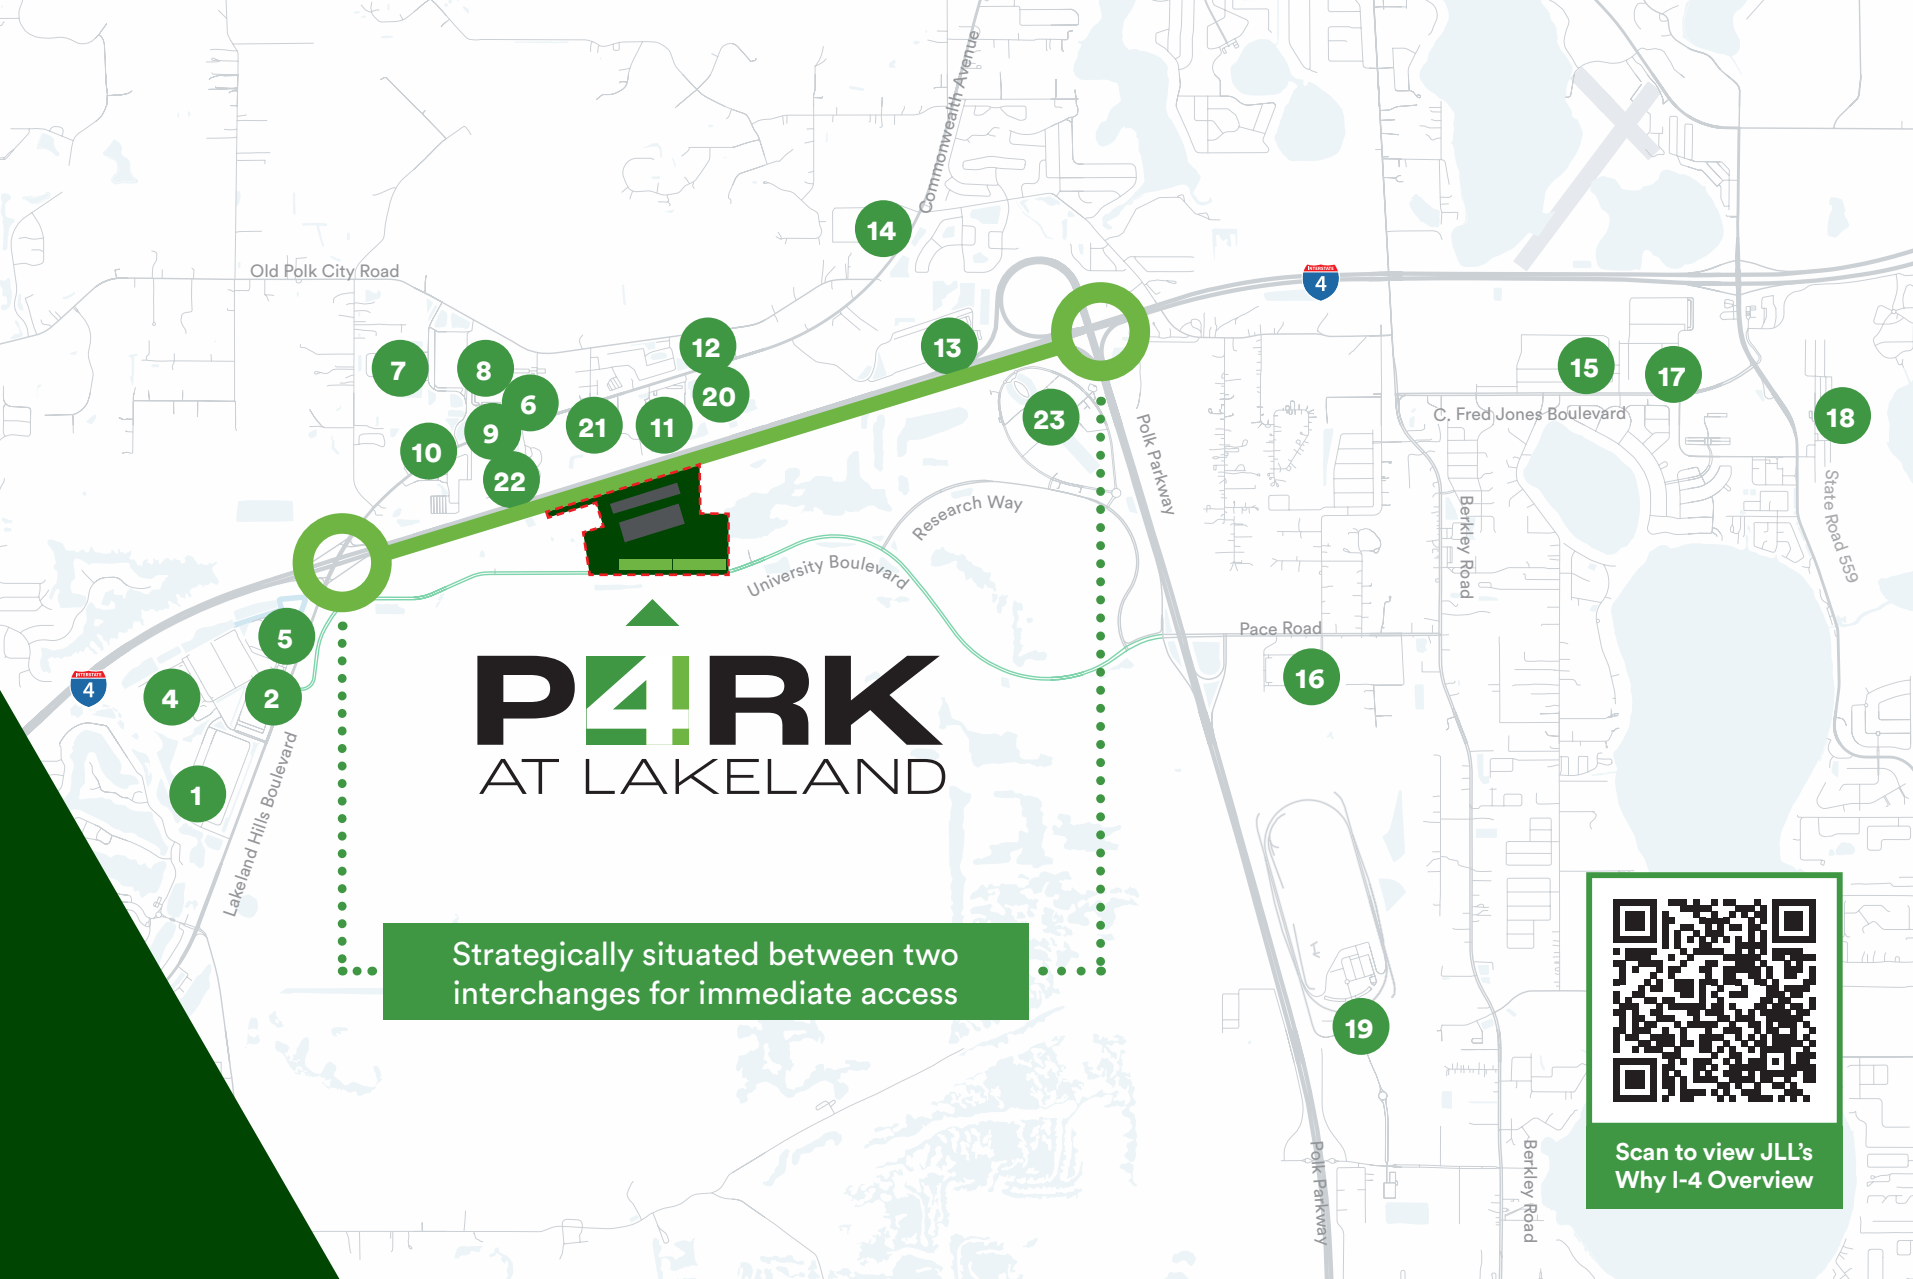 Commonwealth Avenue
14
Old Polk City Road
INTERSTATE
4
12
13
7
8
15
17
20
6
C. Fred Jones Boulevard
18
23
21
11
9
10
Polk Parkway
22
Research Way
Berkley Road
State Road 559
University Boulevard
5
Pace Road
INTERSTATE
4
4
2
16
P4RK
AT LAKELAND
1
Lakeland Hills Boulevard
Strategically situated between two
interchanges for immediate access
19
Polk Parkway
Berkley Road
Scan to view JLL's
Why I-4 Overview